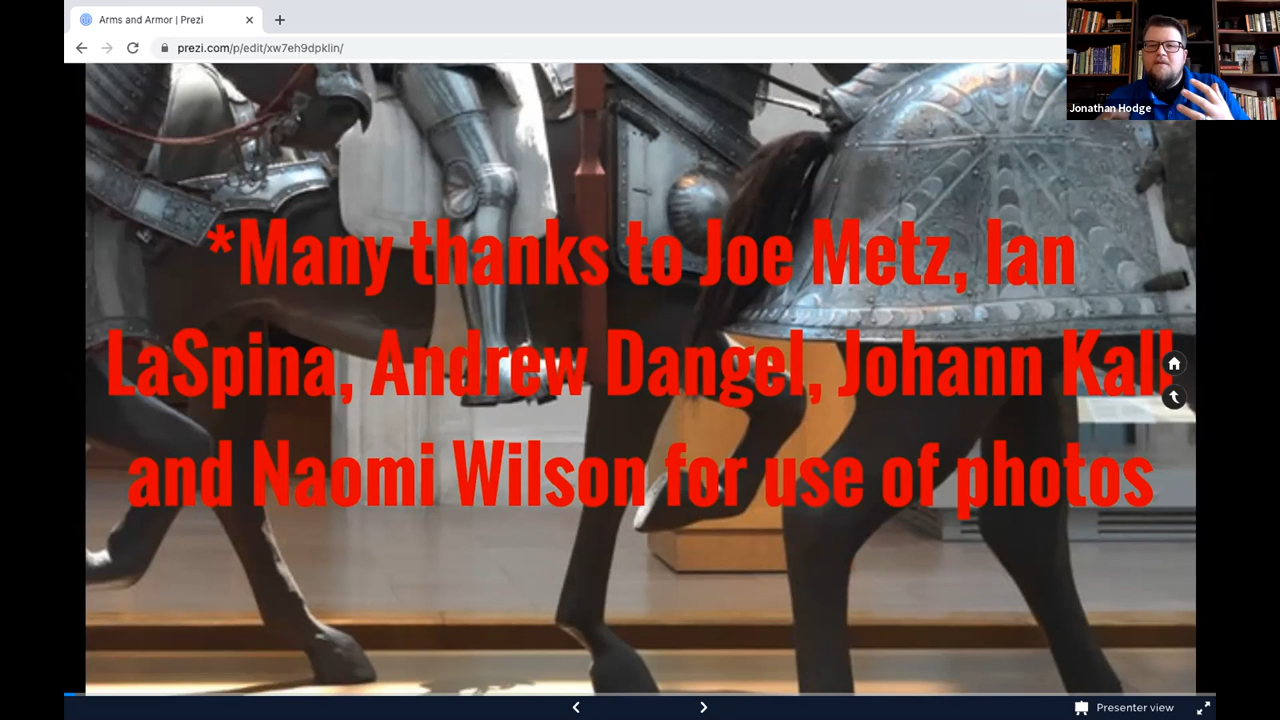 Arms and Armor | Prezi
prezi.com/p/edit/xw7eh9dpklin/
Jonathan Hodge
*Many thanks to Joe Metz, Ian
LaSpina, Andrew Dangel, Johann Kall
and Naomi Wilson for use of photos
Presenter view